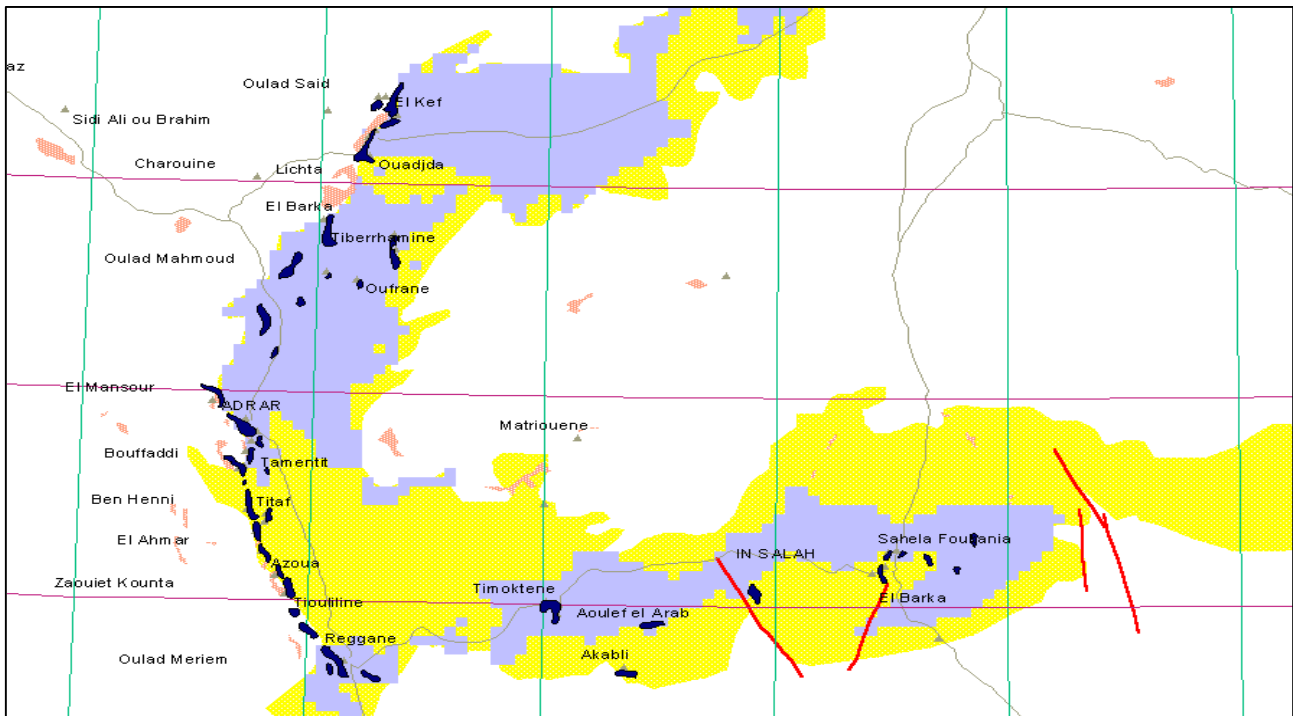 az
Oulad Said
El Kef
Sidi Ali ou Brahim
Charouine
Lichta
Ouadjda
El Barka
Tiberrhamine
Oulad Mahmoud
Oufrane
El Mansour
ADRAR
Matriouene
Bouffaddi
Tamentit
Ben Henni
Titaf
El Ahmar
Sahela Foukania
IN SALAH
Azoua
Zaouiet Kounta
Timoktene
El Barka
Tiouliline
Aoulef el Arab
Reggane
Oulad Meriem
Akabli